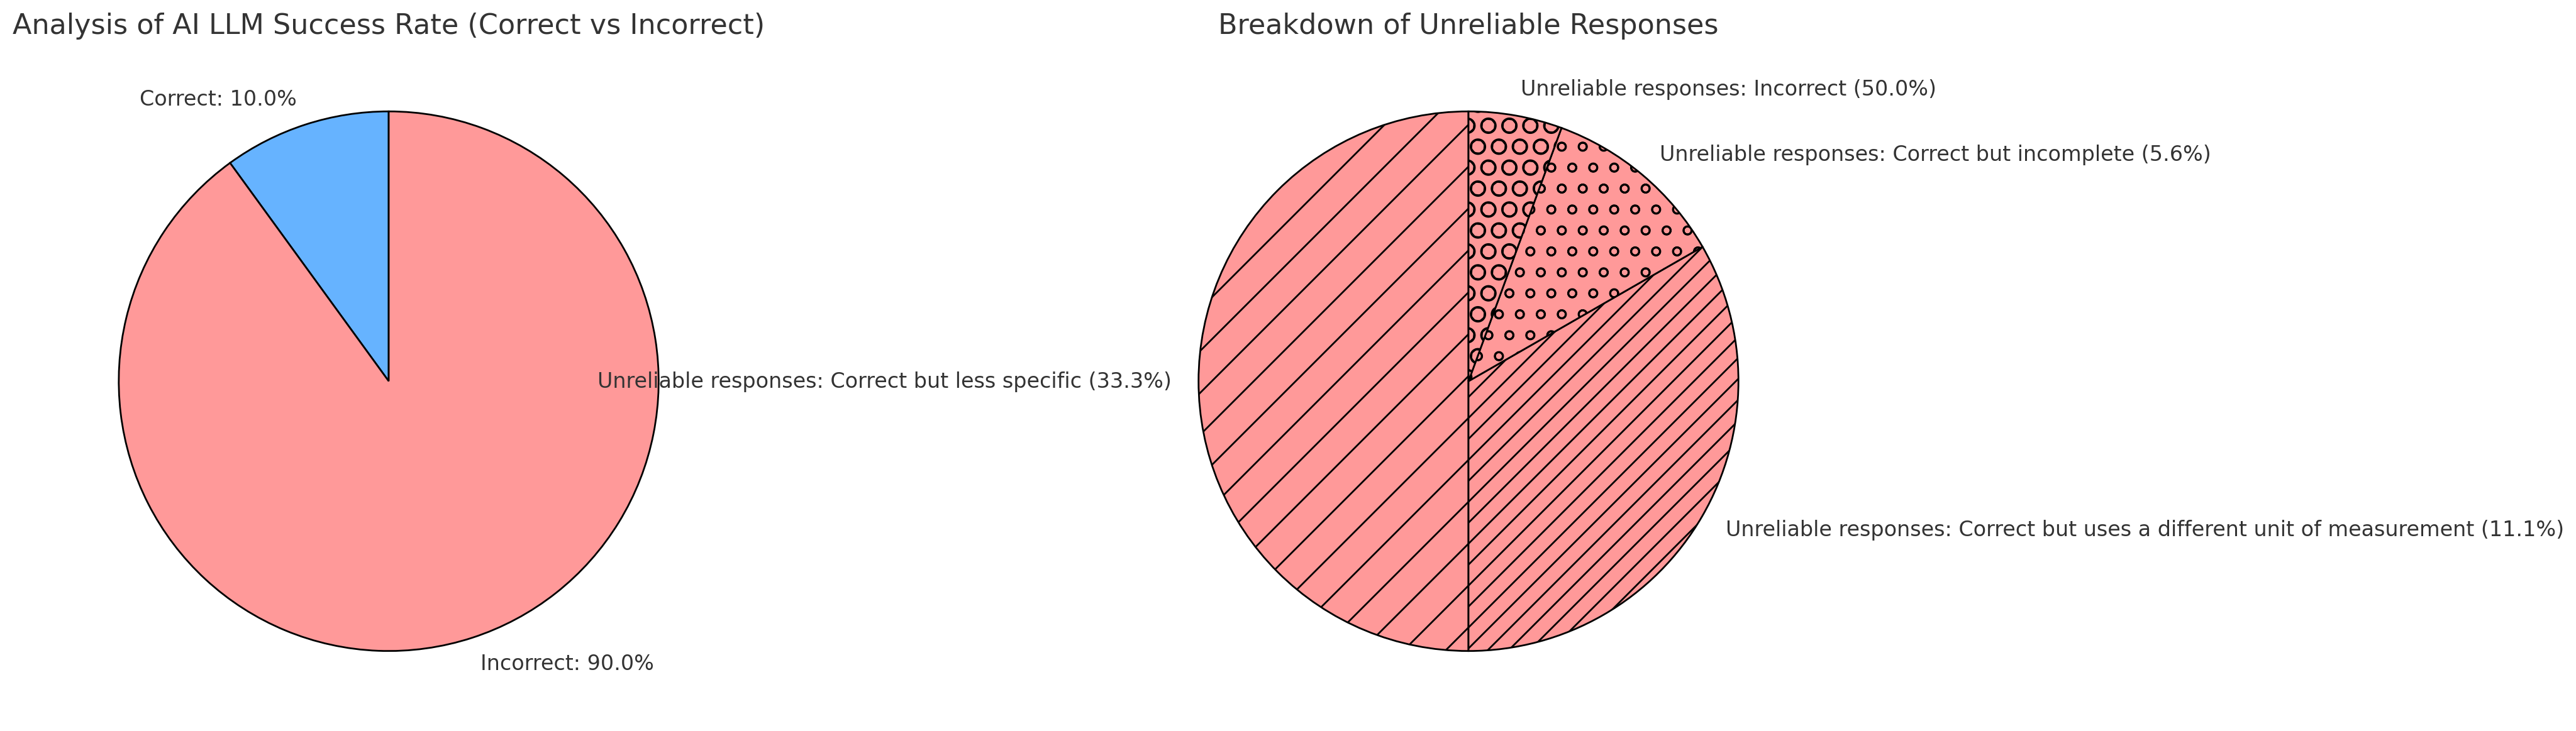 Analysis of AI LLM Success Rate (Correct vs Incorrect)
Correct: 10.0%
Incorrect: 90.0%
Breakdown of Unreliable Responses
Unreliable responses: Incorrect (50.0%)
Unreliable responses: Correct but incomplete (5.6%)
Unreliable responses: Correct but less specific (33.3%)
Unreliable responses: Correct but uses a different unit of measurement (11.1%)